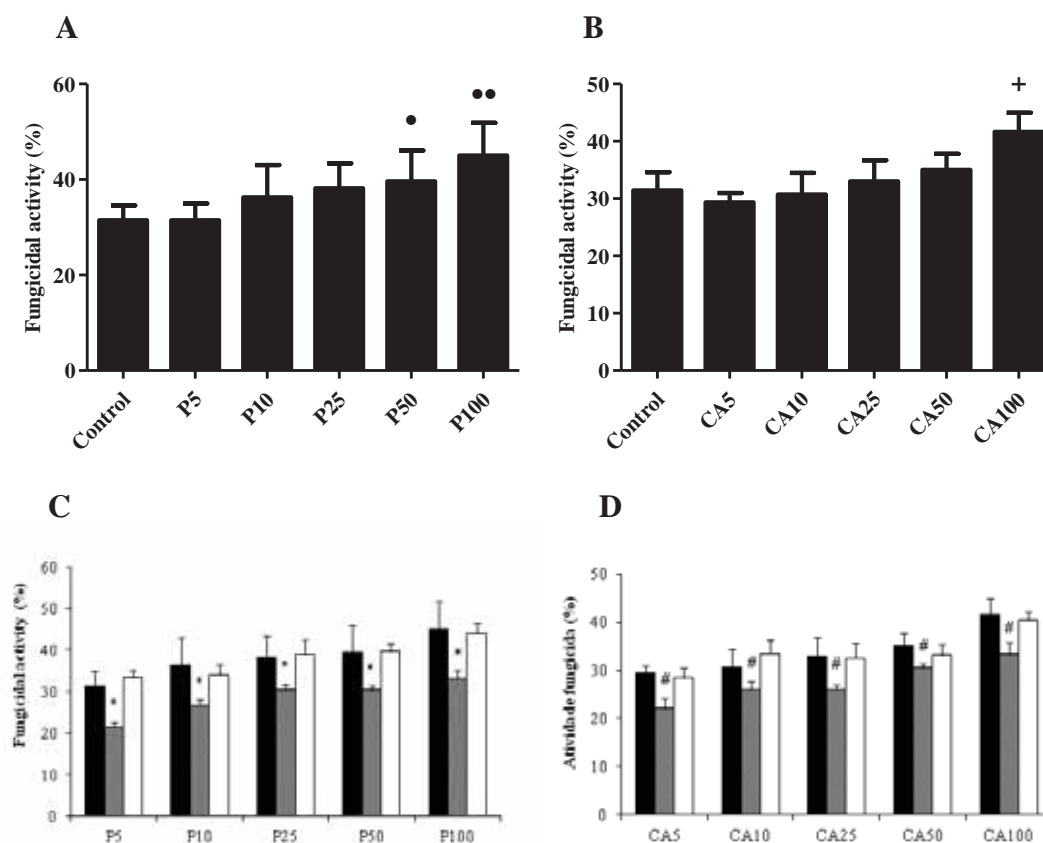 A
Fungicidal activity (%)
60
40
20
0
• ••
Control P5 P10 P25 P50 P100
B
Fungicidal activity (%)
50
40
30
20
10
0
+
Control CA5 CA10 CA25 CA50 CA100
C
Fungicidal activity (%)
60
50
40
30
20
10
0
* * * * *
P5 P10 P25 P50 P100
D
Atividade fungicida (%)
50
40
30
20
10
0
# # # # #
CA5 CA10 CA25 CA50 CA100